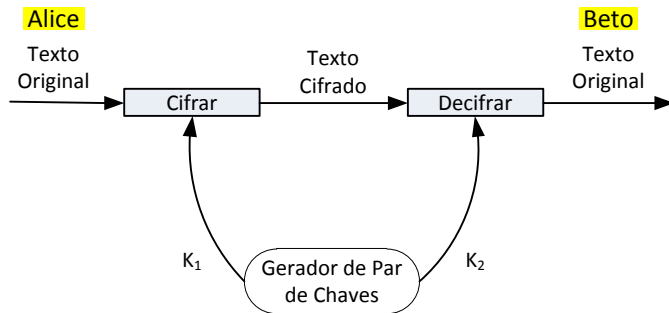 Alice
Beto
Texto
Original
Texto
Cifrado
Texto
Original
Cifrar
Decifrar
K₁
K₂
Gerador de Par
de Chaves